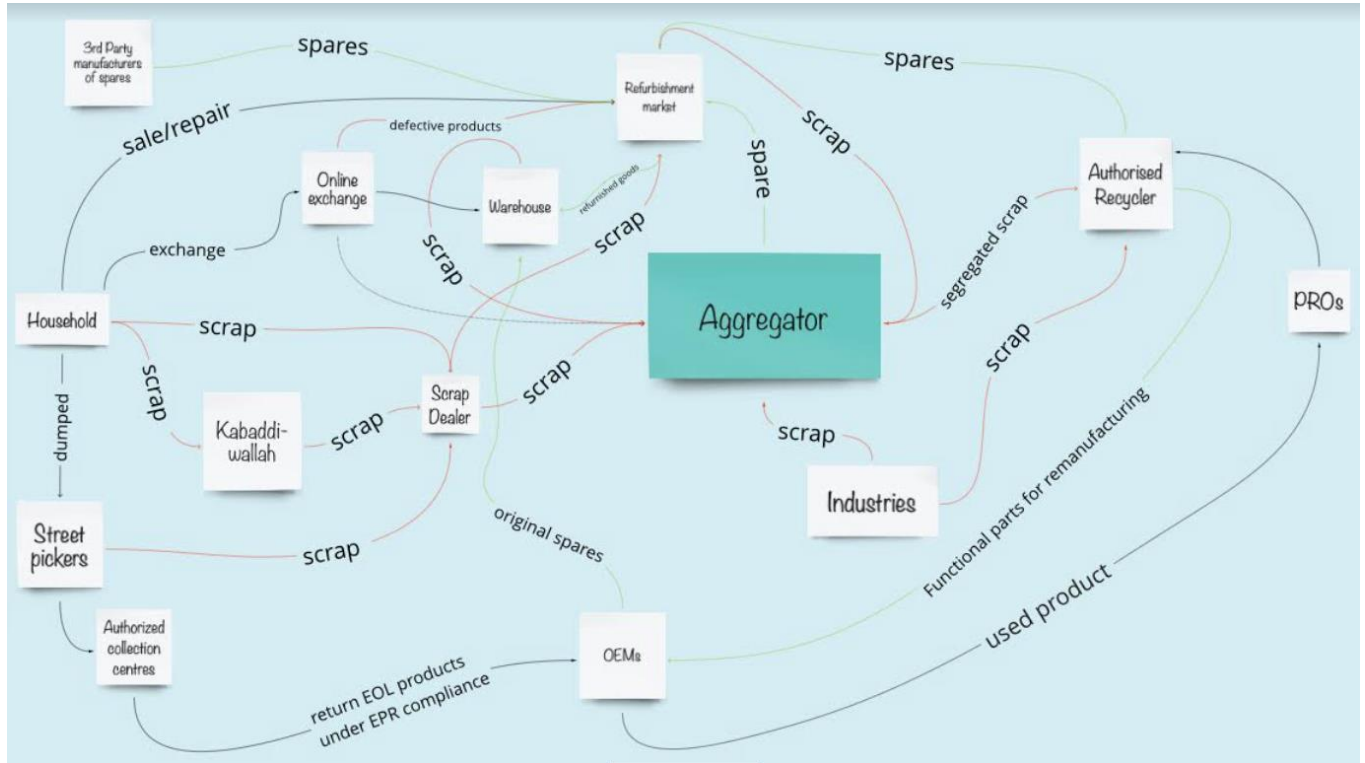 3rd Party
manufacturers
of spares
spares
Refurbishment
market
spares
sale/repair
defective products
scrap
spare
Authorised
Recycler
Online
exchange
Warehouse
refurnished goods
scrap
segregated scrap
exchange
scrap
PROs
Household
scrap
Aggregator
scrap
scrap
scrap
Scrap
Dealer
dumped
Kabaddi-
wallah
scrap
scrap
Industries
Functional parts for remanufacturing
Street
pickers
scrap
original spares
used product
Authorized
collection
centres
OEMs
return EOL products
under EPR compliance